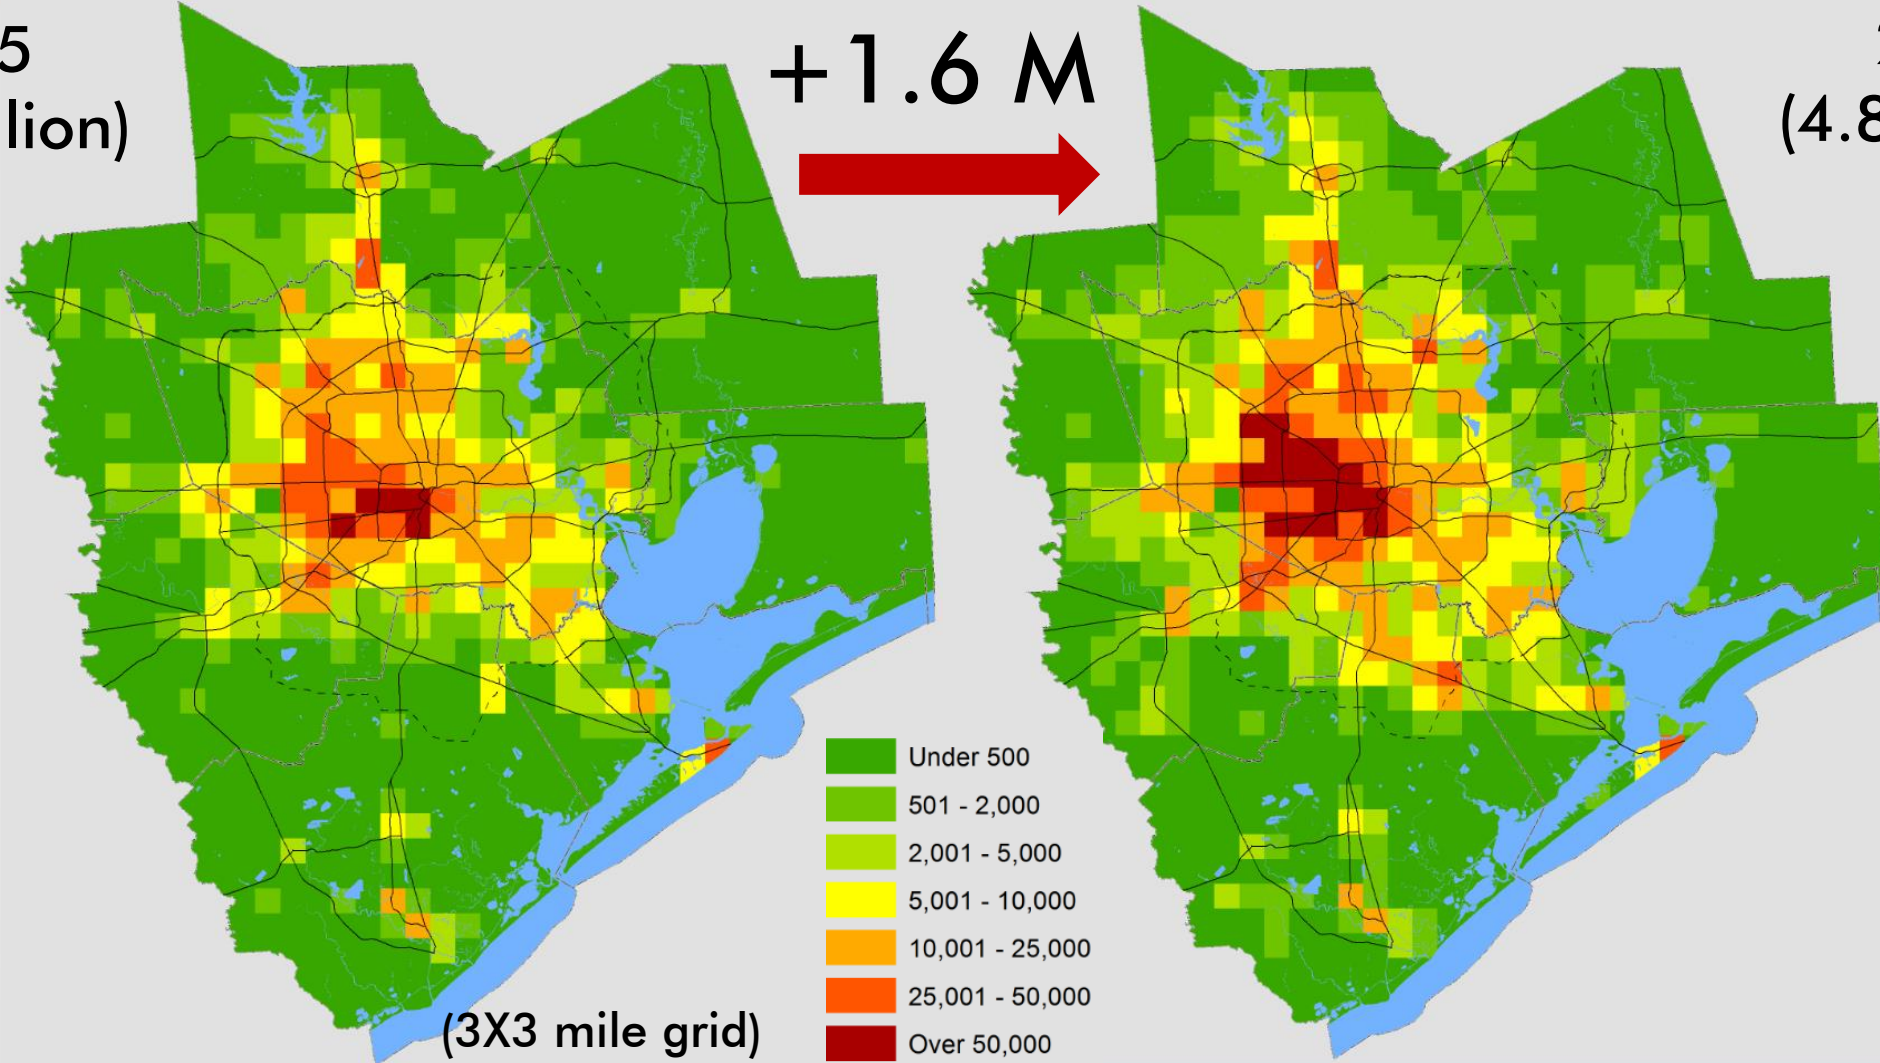 5
lion)
+1.6 M
(4.8
Under 500
501 - 2,000
2,001 - 5,000
5,001 - 10,000
10,001 - 25,000
25,001 - 50,000
Over 50,000
(3X3 mile grid)